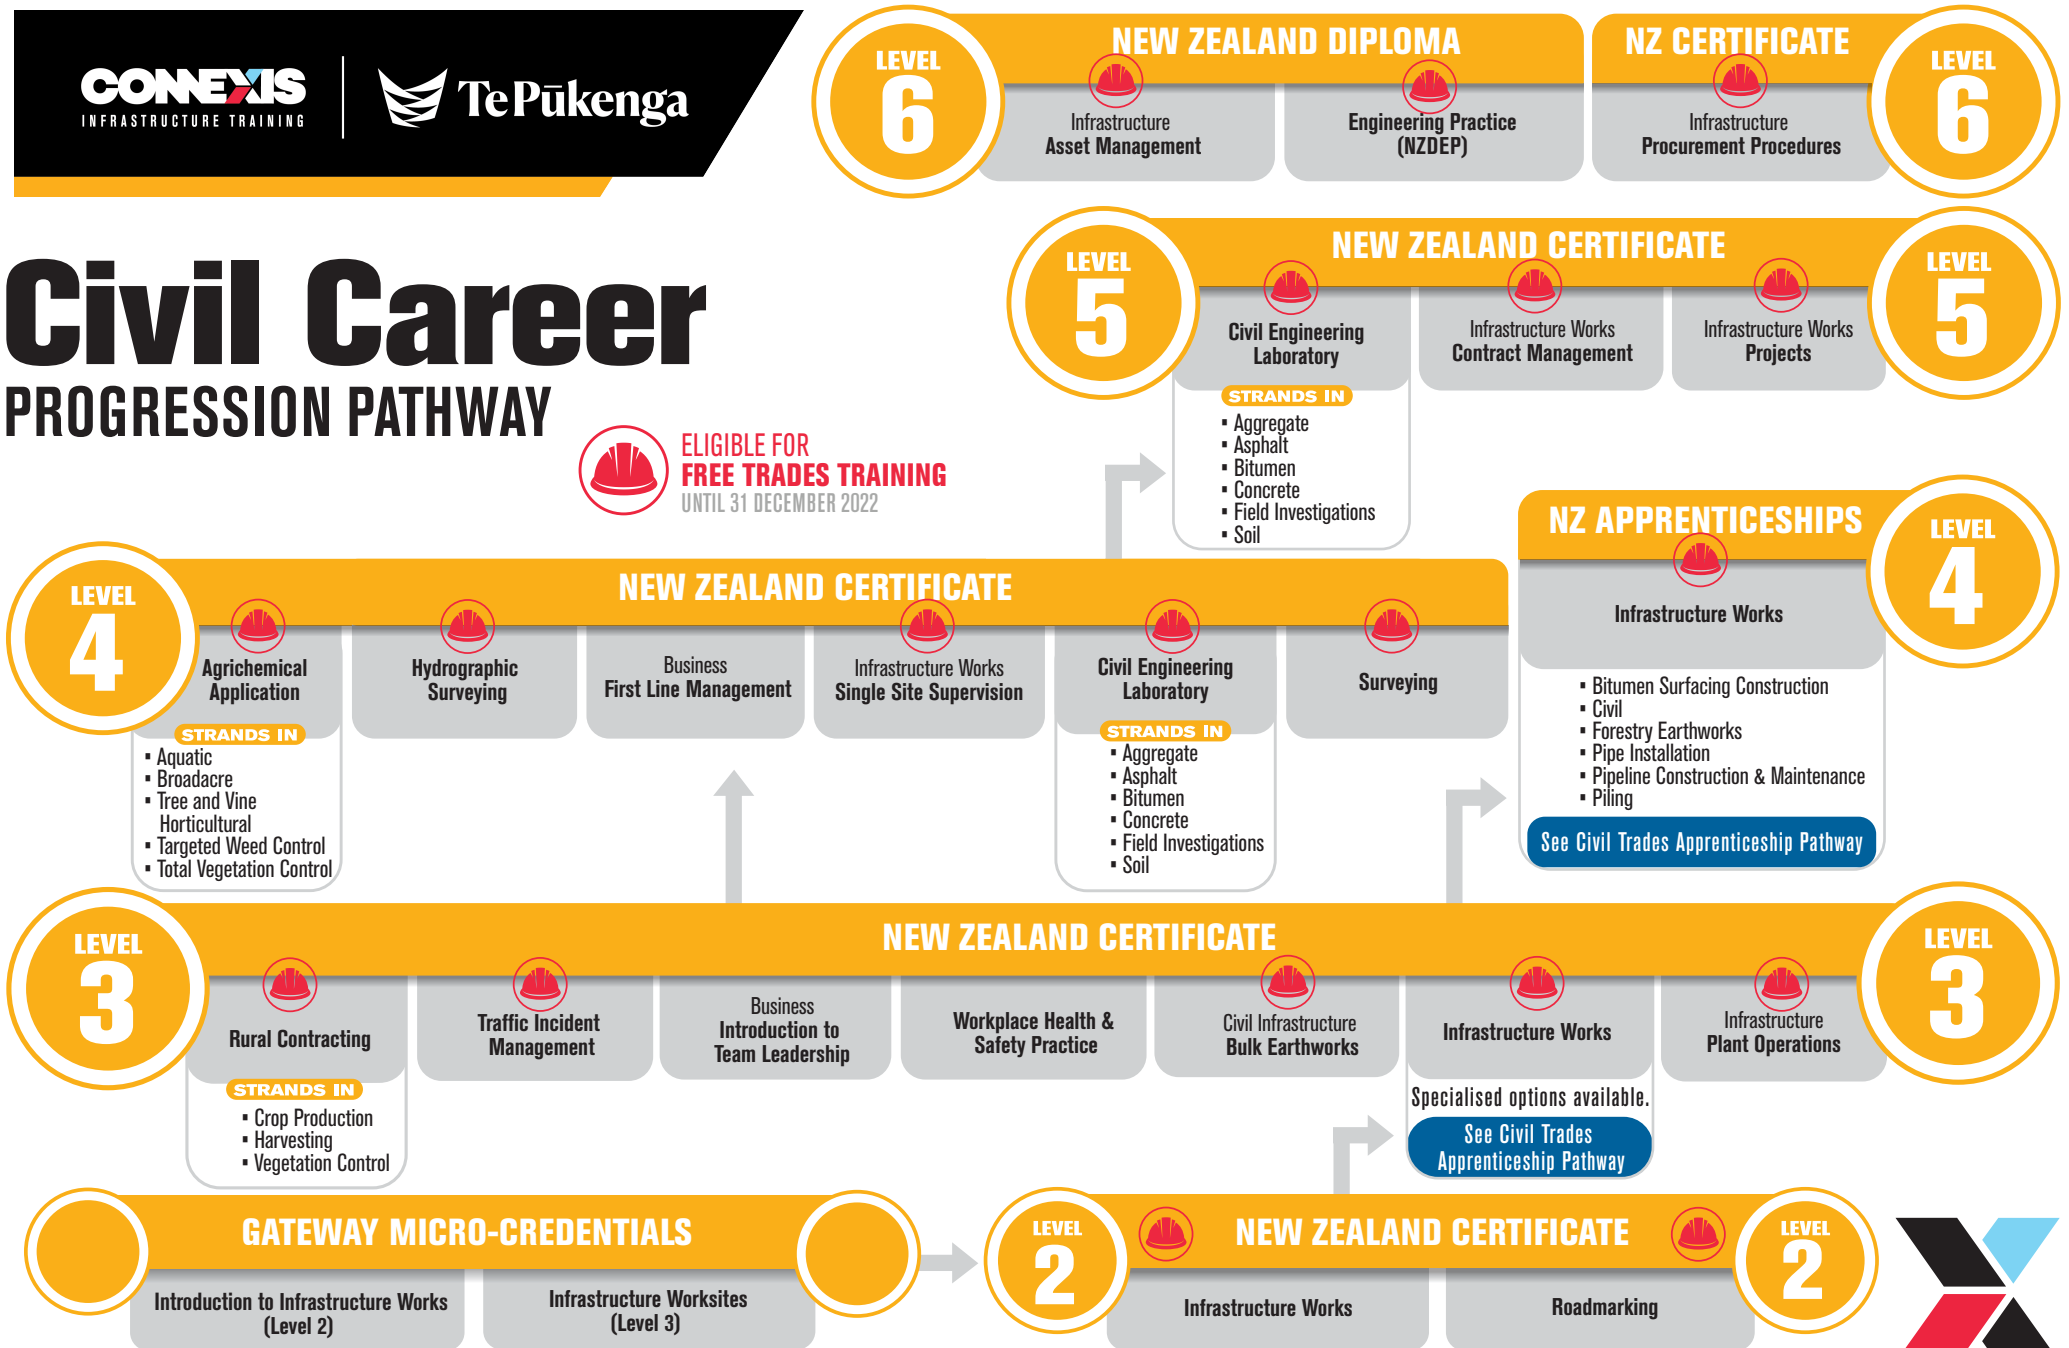 CONNEXIS
INFRASTRUCTURE TRAINING
Te Pūkenga
Civil Career
PROGRESSION PATHWAY
ELIGIBLE FOR
FREE TRADES TRAINING
UNTIL 31 DECEMBER 2022
LEVEL
6
NEW ZEALAND DIPLOMA
Infrastructure
Asset Management
Engineering Practice
(NZDEP)
NZ CERTIFICATE
Infrastructure
Procurement Procedures
LEVEL
6
LEVEL
5
NEW ZEALAND CERTIFICATE
Civil Engineering
Laboratory
STRANDS IN
▪ Aggregate
▪ Asphalt
▪ Bitumen
▪ Concrete
▪ Field Investigations
▪ Soil
Infrastructure Works
Contract Management
Infrastructure Works
Projects
LEVEL
5
LEVEL
4
NEW ZEALAND CERTIFICATE
Agrichemical
Application
STRANDS IN
▪ Aquatic
▪ Broadacre
▪ Tree and Vine
Horticultural
▪ Targeted Weed Control
▪ Total Vegetation Control
Hydrographic
Surveying
Business
First Line Management
Infrastructure Works
Single Site Supervision
Civil Engineering
Laboratory
STRANDS IN
▪ Aggregate
▪ Asphalt
▪ Bitumen
▪ Concrete
▪ Field Investigations
▪ Soil
Surveying
NZ APPRENTICESHIPS
Infrastructure Works
▪ Bitumen Surfacing Construction
▪ Civil
▪ Forestry Earthworks
▪ Pipe Installation
▪ Pipeline Construction & Maintenance
▪ Piling
See Civil Trades Apprenticeship Pathway
LEVEL
4
LEVEL
3
NEW ZEALAND CERTIFICATE
Rural Contracting
STRANDS IN
▪ Crop Production
▪ Harvesting
▪ Vegetation Control
Traffic Incident
Management
Business
Introduction to
Team Leadership
Workplace Health &
Safety Practice
Civil Infrastructure
Bulk Earthworks
Infrastructure Works
Specialised options available.
See Civil Trades
Apprenticeship Pathway
Infrastructure
Plant Operations
LEVEL
3
GATEWAY MICRO-CREDENTIALS
Introduction to Infrastructure Works
(Level 2)
Infrastructure Worksites
(Level 3)
LEVEL
2
NEW ZEALAND CERTIFICATE
Infrastructure Works
Roadmarking
LEVEL
2